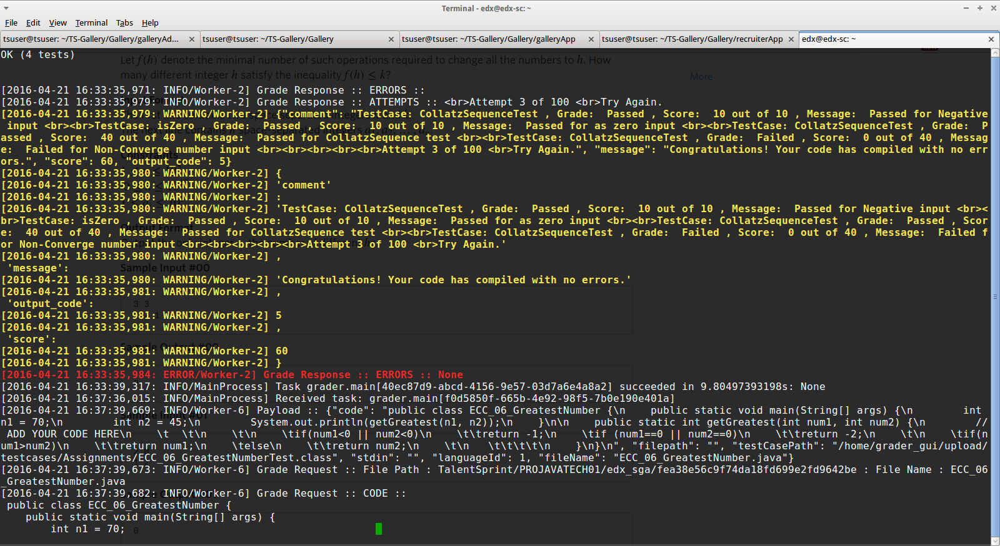 Terminal - edx@edx-sc: ~
File Edit View Terminal Tabs Help
tsuser@tsuser: ~/TS-Gallery/Gallery/galleryAd... tsuser@tsuser: ~/TS-Gallery/Gallery tsuser@tsuser: ~/TS-Gallery/Gallery/galleryApp tsuser@tsuser: ~/TS-Gallery/Gallery/recruiterApp edx@edx-sc: ~
OK (4 tests)
Let f(h) denote the minimal number of such operations required to change all the numbers to h. How
many different integer h satisfy the inequality f(h) ≤ k?
More
[2016-04-21 16:33:35,971: INFO/Worker-2] Grade Response :: ERRORS ::
[2016-04-21 16:33:35,979: INFO/Worker-2] Grade Response :: ATTEMPTS :: <br>Attempt 3 of 100 <br>Try Again.
[2016-04-21 16:33:35,979: WARNING/Worker-2] {"comment": "TestCase: CollatzSequenceTest , Grade:  Passed , Score:  10 out of 10 , Message:  Passed for Negative
 input <br><br>TestCase: isZero , Grade:  Passed , Score:  10 out of 10 , Message:  Passed for as zero input <br><br>TestCase: CollatzSequenceTest , Grade:  P
assed , Score:  40 out of 40 , Message:  Passed for CollatzSequence test <br><br>TestCase: CollatzSequenceTest , Grade:  Failed , Score:  0 out of 40 , Messag
e:  Failed for Non-Converge number input <br><br><br><br><br>Attempt 3 of 100 <br>Try Again.", "message": "Congratulations! Your code has compiled with no err
ors.", "score": 60, "output_code": 5}
[2016-04-21 16:33:35,980: WARNING/Worker-2] {
[2016-04-21 16:33:35,980: WARNING/Worker-2] 'comment'
[2016-04-21 16:33:35,980: WARNING/Worker-2] :
[2016-04-21 16:33:35,980: WARNING/Worker-2] 'TestCase: CollatzSequenceTest , Grade:  Passed , Score:  10 out of 10 , Message:  Passed for Negative input <br><
br>TestCase: isZero , Grade:  Passed , Score:  10 out of 10 , Message:  Passed for as zero input <br><br>TestCase: CollatzSequenceTest , Grade:  Passed , Scor
e:  40 out of 40 , Message:  Passed for CollatzSequence test <br><br>TestCase: CollatzSequenceTest , Grade:  Failed , Score:  0 out of 40 , Message:  Failed f
or Non-Converge number input <br><br><br><br><br>Attempt 3 of 100 <br>Try Again.'
[2016-04-21 16:33:35,980: WARNING/Worker-2] ,
 'message':
Sample Input #00
[2016-04-21 16:33:35,980: WARNING/Worker-2] 'Congratulations! Your code has compiled with no errors.'
[2016-04-21 16:33:35,981: WARNING/Worker-2] ,
 'output_code':
3 3
[2016-04-21 16:33:35,981: WARNING/Worker-2] 5
[2016-04-21 16:33:35,981: WARNING/Worker-2] ,
 'score':
[2016-04-21 16:33:35,981: WARNING/Worker-2] 60
[2016-04-21 16:33:35,981: WARNING/Worker-2] }
[2016-04-21 16:33:35,984: ERROR/Worker-2] Grade Response :: ERRORS :: None
[2016-04-21 16:33:39,317: INFO/MainProcess] Task grader.main[40ec87d9-abcd-4156-9e57-03d7a6e4a8a2] succeeded in 9.80497393198s: None
[2016-04-21 16:37:36,015: INFO/MainProcess] Received task: grader.main[f0d5850f-665b-4e92-98f5-7b0e190e401a]
[2016-04-21 16:37:39,669: INFO/Worker-6] Payload :: {"code": "public class ECC_06_GreatestNumber {\n    public static void main(String[] args) {\n        int
n1 = 70;\n        int n2 = 45;\n        System.out.println(getGreatest(n1, n2));\n    }\n\n    public static int getGreatest(int num1, int num2) {\n        //
 ADD YOUR CODE HERE\n    \t  \t\n    \t\n    \tif(num1<0 || num2<0)\n    \t\treturn -1;\n    \tif (num1==0 || num2==0)\n    \t\treturn -2;\n    \t\n    \tif(n
um1>num2)\n    \t\treturn num1;\n    \telse\n    \t\treturn num2;\n    \t\n    \t\t\t\t\n    }\n}\n", "filepath": "", "testCasePath": "/home/grader_gui/upload/
testcases/Assignments/ECC_06_GreatestNumberTest.class", "stdin": "", "languageId": 1, "fileName": "ECC_06_GreatestNumber.java"}
[2016-04-21 16:37:39,673: INFO/Worker-6] Grade Request :: File Path : TalentSprint/PROJAVATECH01/edx_sga/fea38e56c9f74da18fd699e2fd9642be : File Name : ECC_06
_GreatestNumber.java
[2016-04-21 16:37:39,682: INFO/Worker-6] Grade Request :: CODE ::
 public class ECC_06_GreatestNumber {
    public static void main(String[] args) {
        int n1 = 70;
0